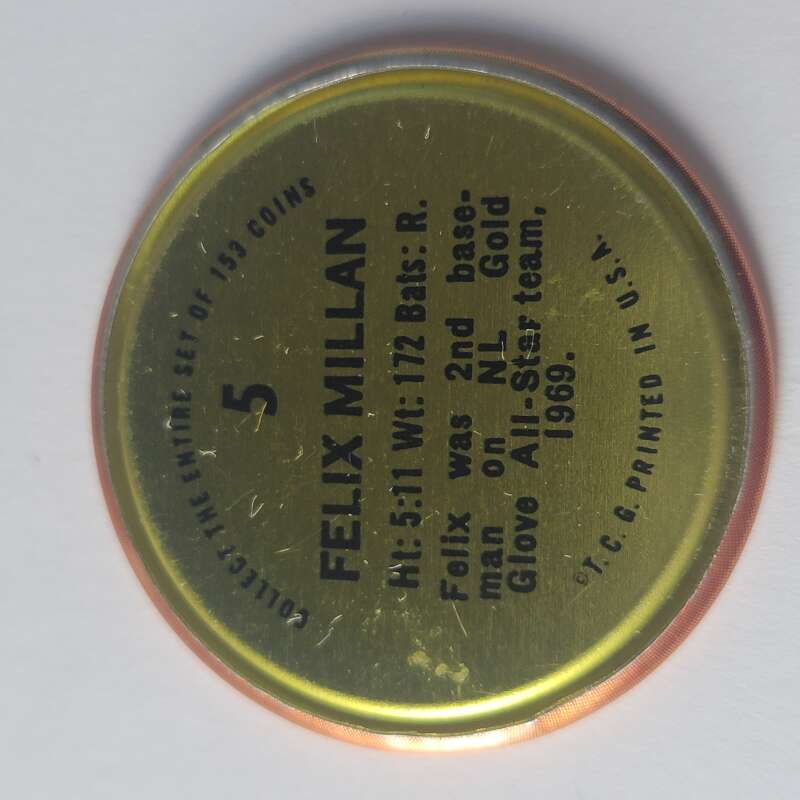 COLLECT THE ENTIRE SET OF 153 COINS
5
FELIX MILLAN
Ht: 5:11 Wt: 172 Bats: R.
Felix was 2nd base-
man on NL Gold
Glove All-Star team,
1969.
©T. C. G. PRINTED IN U.S.A.